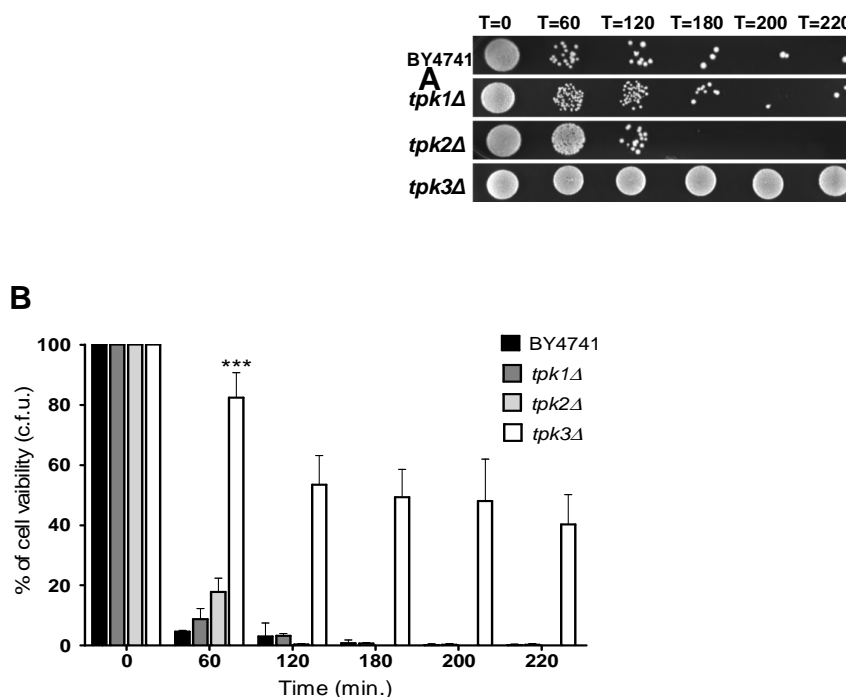 T=0 T=60 T=120 T=180 T=200 T=220
BY4741
A
tpk1Δ
tpk2Δ
tpk3Δ
B
100
80
60
40
20
0
% of cell vaibility (c.f.u.)
***
BY4741
tpk1Δ
tpk2Δ
tpk3Δ
0 60 120 180 200 220
Time (min.)